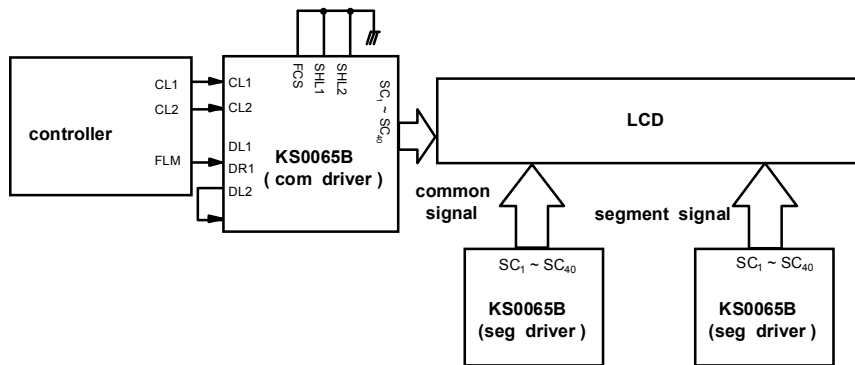 controller
CL1
CL2
FLM
FCS
SHL1
SHL2
CL1
CL2
DL1
DR1
DL2
SC1 ~ SC40
KS0065B
( com driver )
LCD
common
signal
segment signal
SC1 ~ SC40
KS0065B
(seg driver )
SC1 ~ SC40
KS0065B
(seg driver )